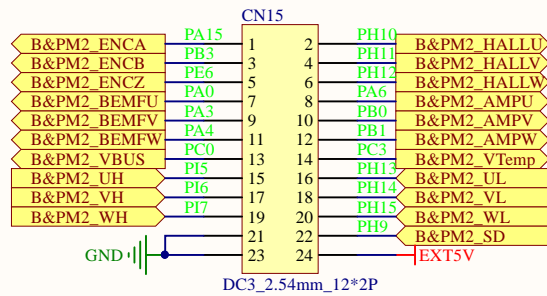 CN15
B&PM2_ENCA PA15 1 2 PH10 B&PM2_HALLU
B&PM2_ENCB PB3 3 4 PH11 B&PM2_HALLV
B&PM2_ENCZ PE6 5 6 PH12 B&PM2_HALLW
B&PM2_BEMFU PA0 7 8 PA6 B&PM2_AMPU
B&PM2_BEMFV PA3 9 10 PB0 B&PM2_AMPV
B&PM2_BEMFW PA4 11 12 PB1 B&PM2_AMPW
B&PM2_VBUS PC0 13 14 PC3 B&PM2_VTemp
B&PM2_UH PI5 15 16 PH13 B&PM2_UL
B&PM2_VH PI6 17 18 PH14 B&PM2_VL
B&PM2_WH PI7 19 20 PH15 B&PM2_WL
21 22 PH9 B&PM2_SD
GND 23 24 EXT5V
DC3_2.54mm_12*2P